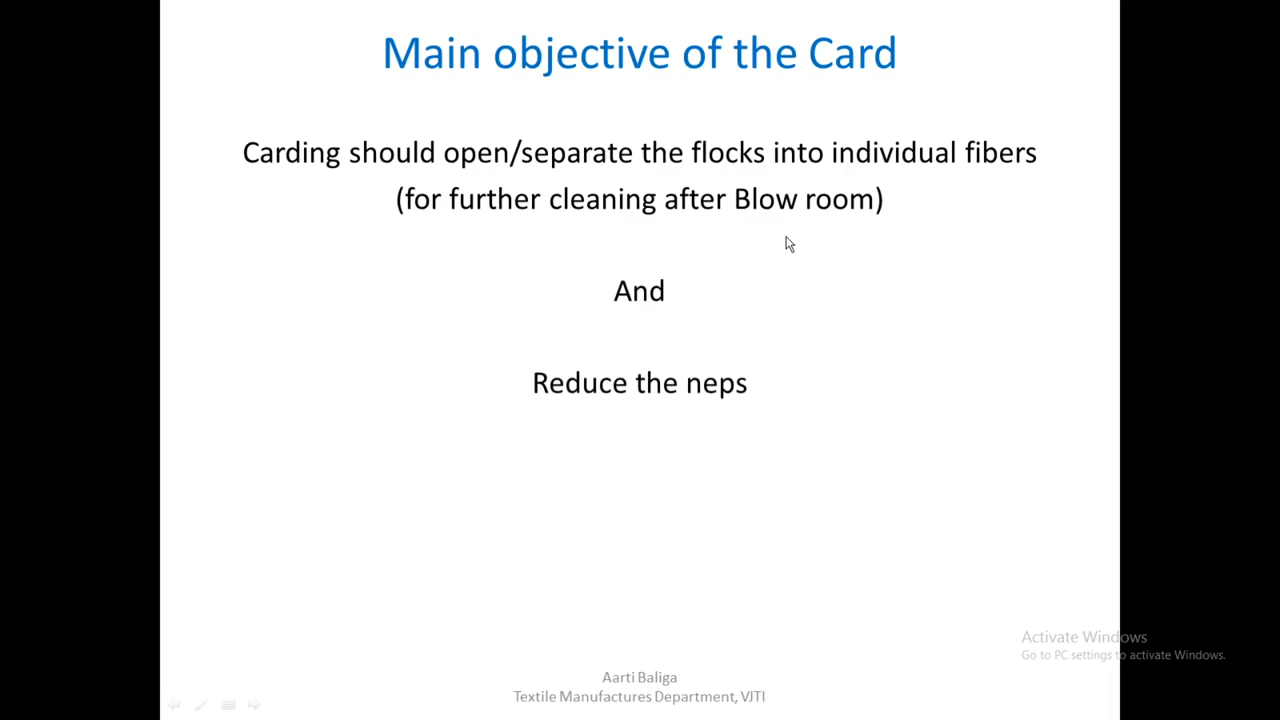 Main objective of the Card
Carding should open/separate the flocks into individual fibers
(for further cleaning after Blow room)
And
Reduce the neps
Activate Windows
Go to PC settings to activate Windows.
Aarti Baliga
Textile Manufactures Department, VJTI